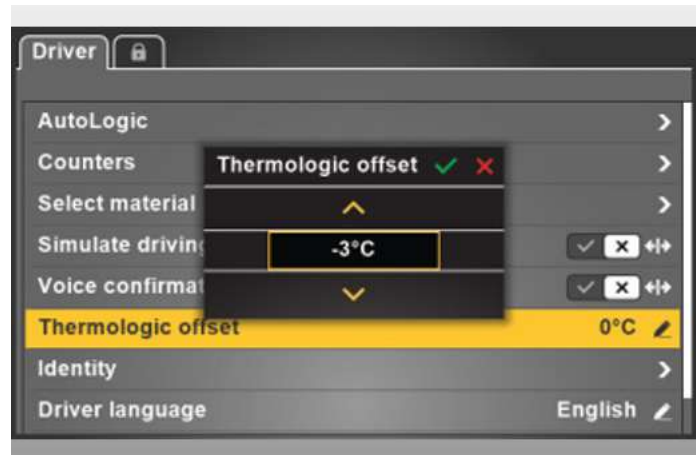 Driver
AutoLogic
Counters
Thermologic offset
Select material
Simulate driving
-3°C
Voice confirmat
Thermologic offset 0°C
Identity
Driver language English